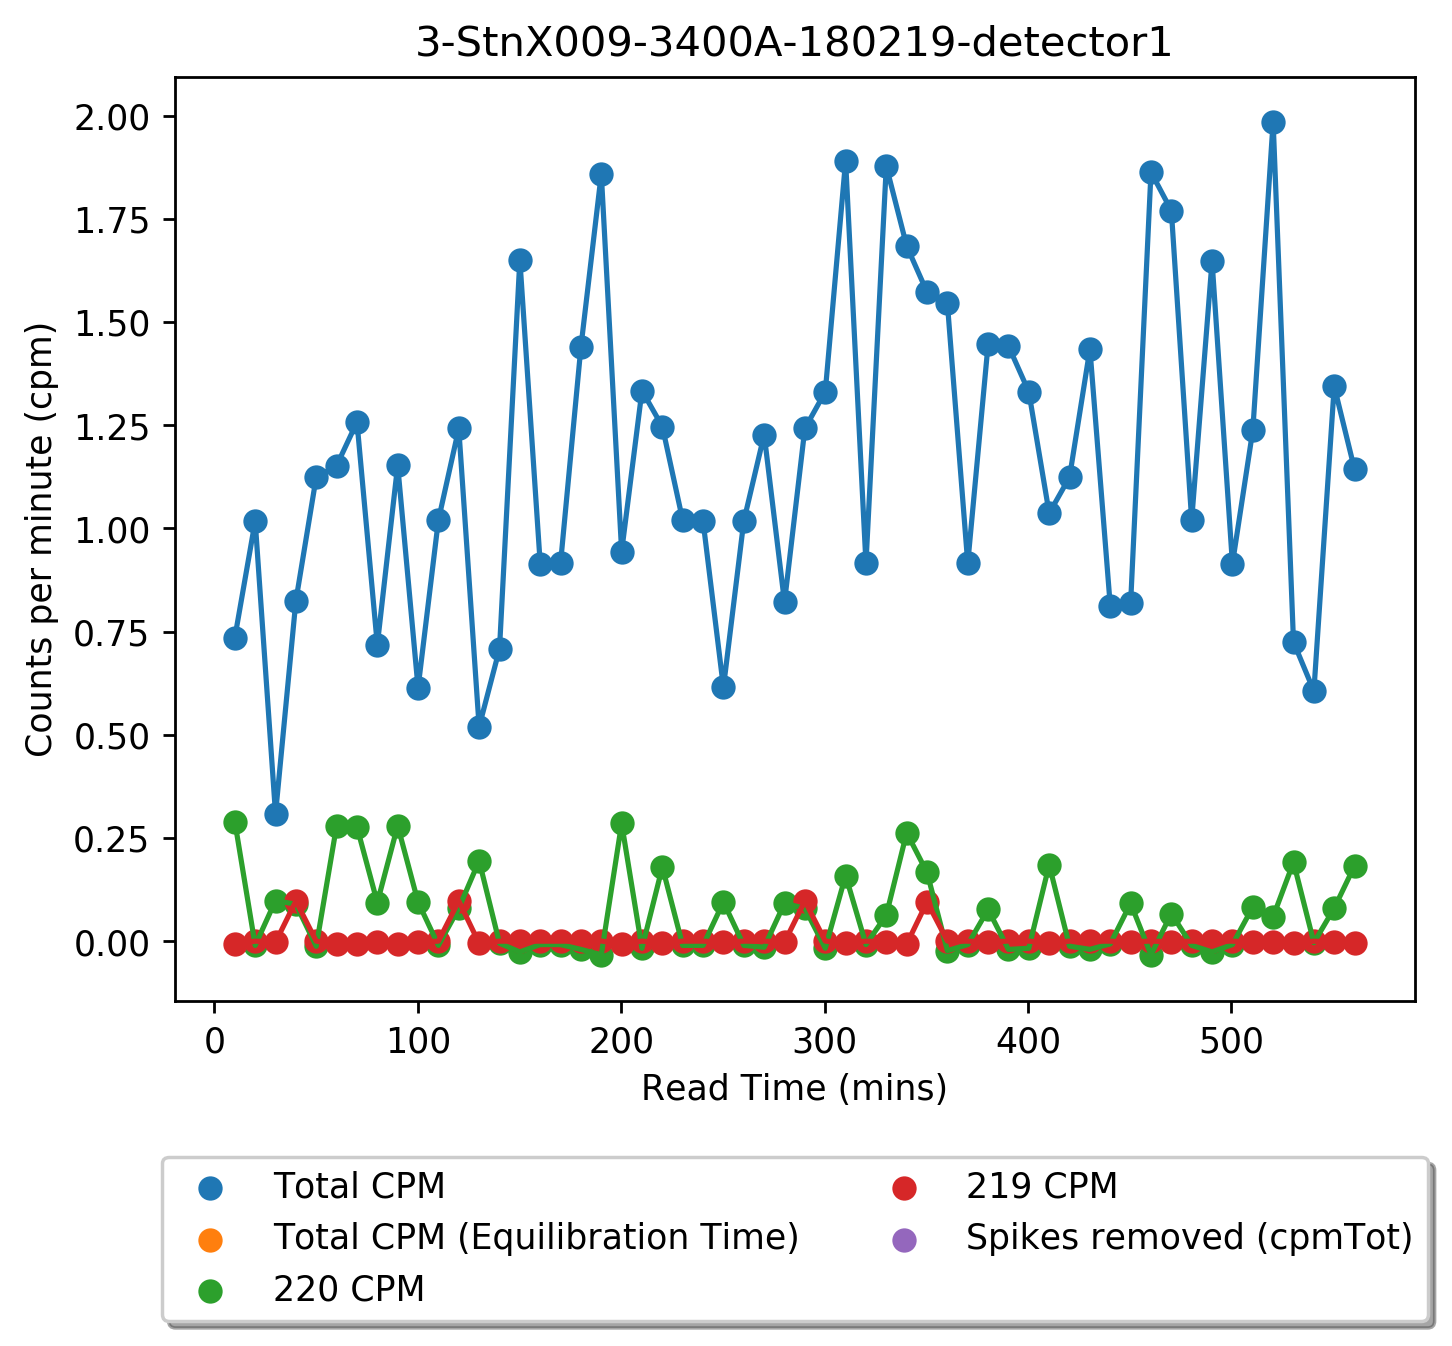 3-StnX009-3400A-180219-detector1
2.00
1.75
1.50
1.25
1.00
0.75
0.50
0.25
0.00
Counts per minute (cpm)
0 100 200 300 400 500
Read Time (mins)
Total CPM
Total CPM (Equilibration Time)
220 CPM
219 CPM
Spikes removed (cpmTot)